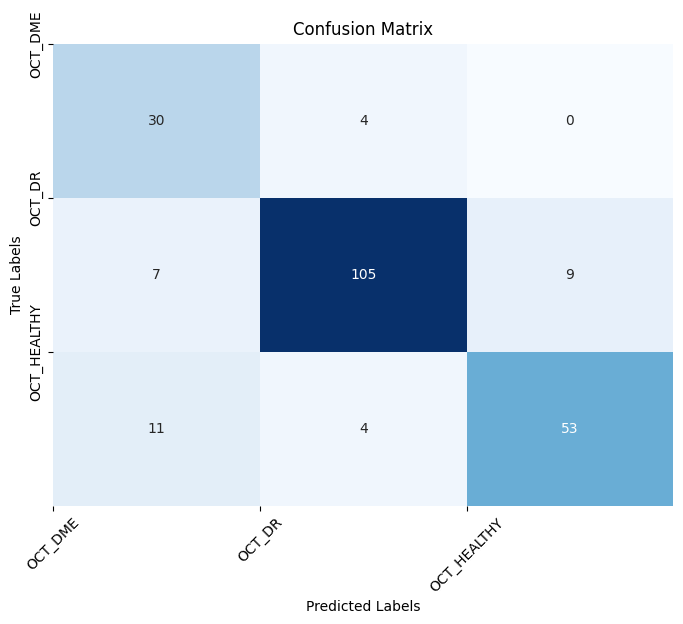 Confusion Matrix
OCT_DME
30 4 0
OCT_DR
7 105 9
OCT_HEALTHY
11 4 53
True Labels
OCT_DME OCT_DR OCT_HEALTHY
Predicted Labels